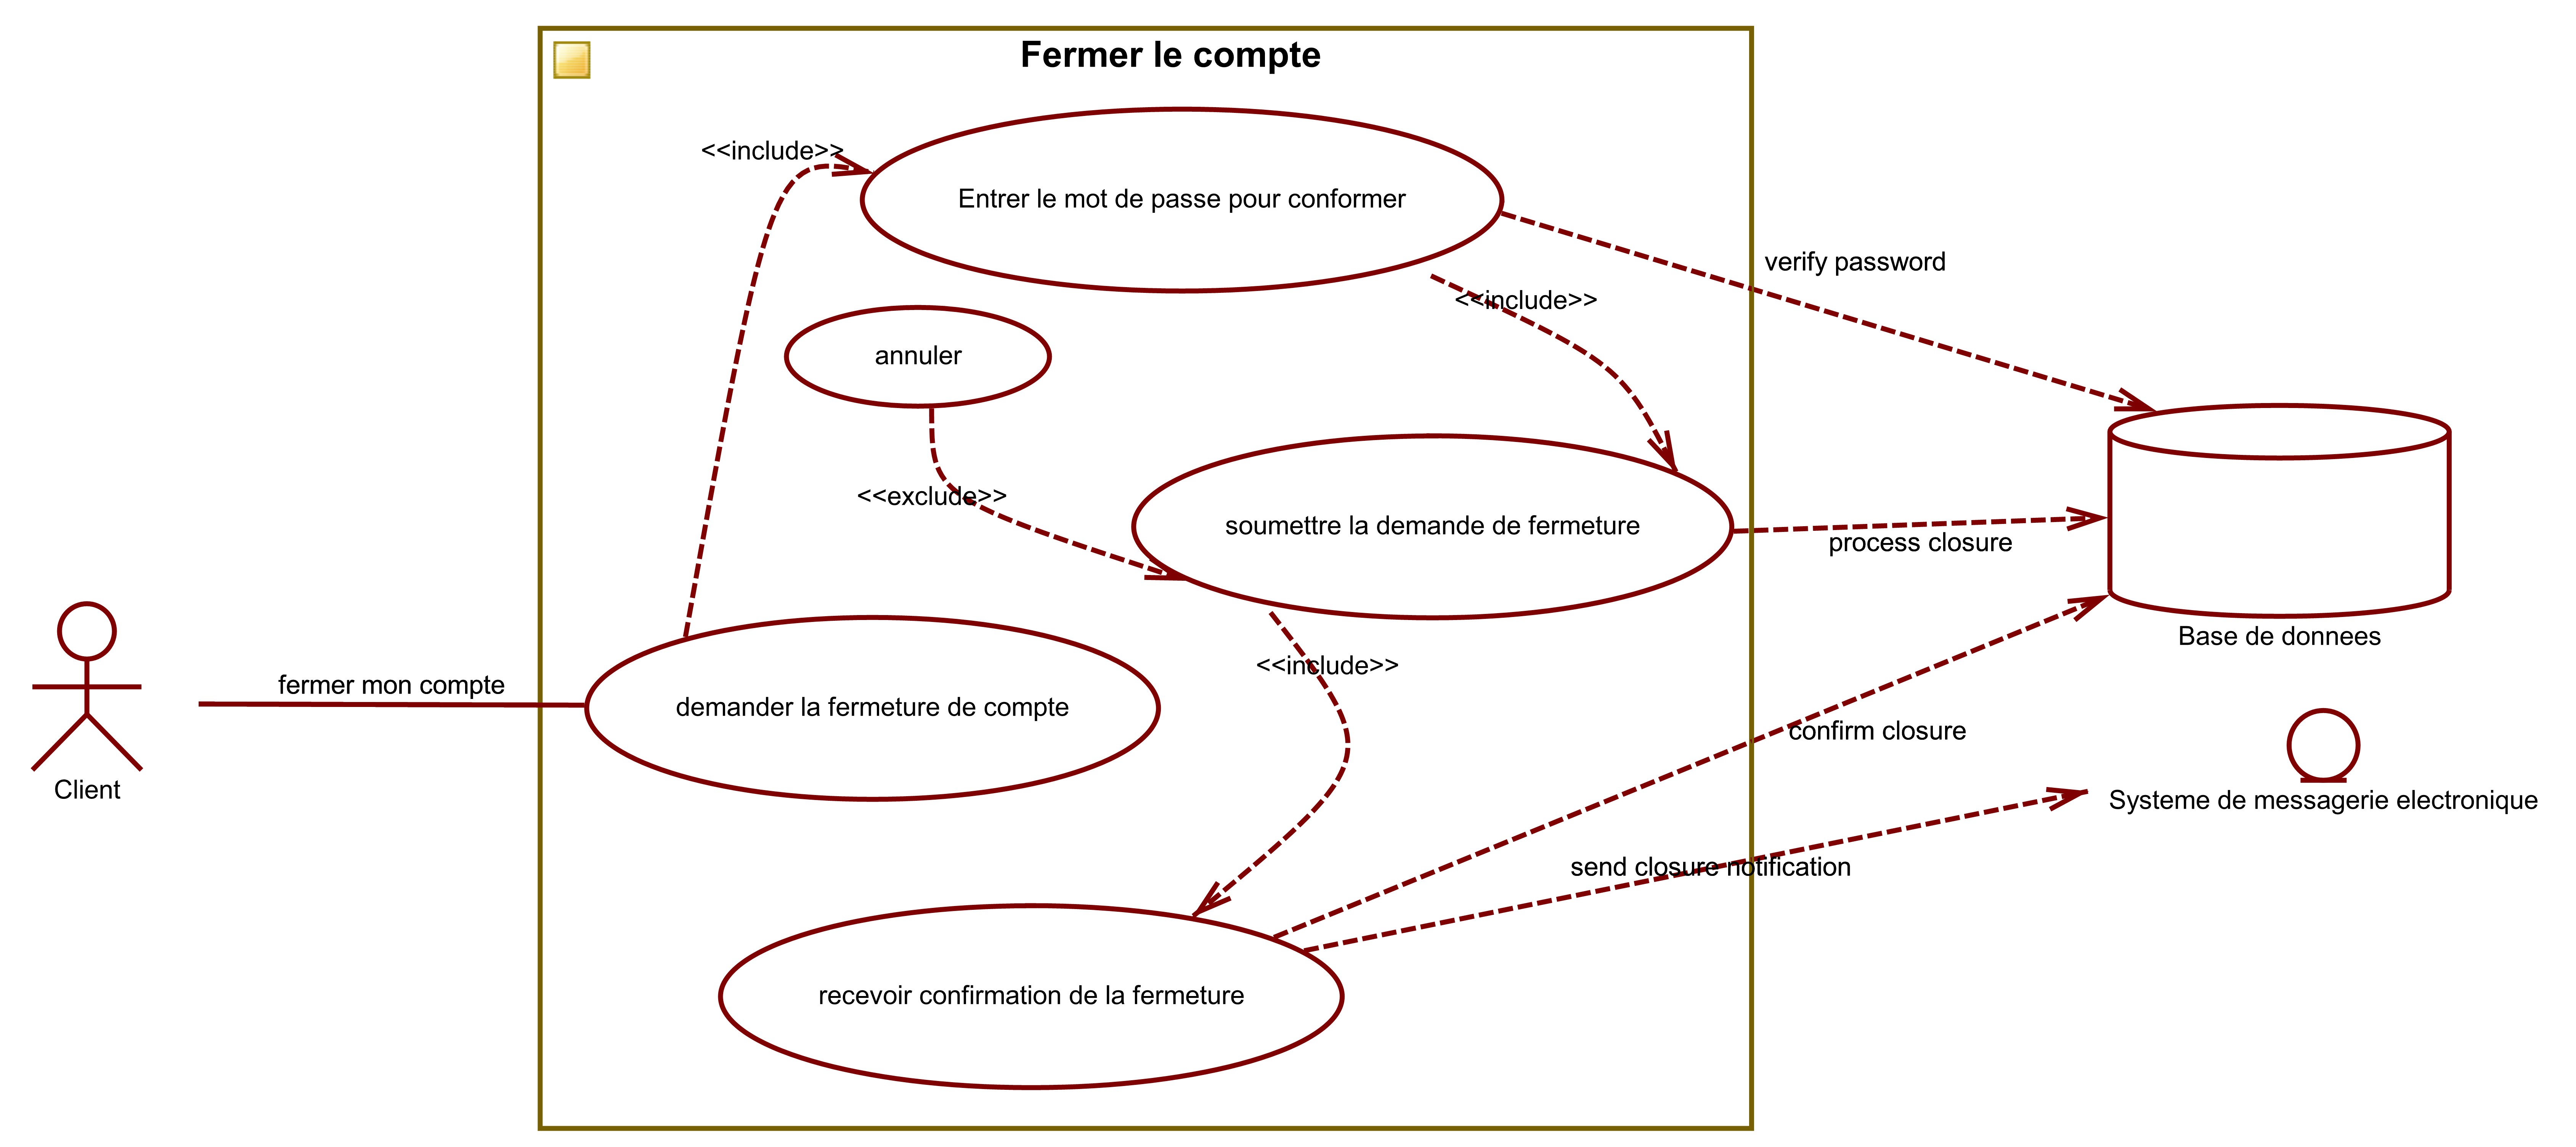 Fermer le compte
<<include>>
Entrer le mot de passe pour conformer
verify password
<<include>>
annuler
<<exclude>>
soumettre la demande de fermeture
process closure
Base de donnees
<<include>>
fermer mon compte
demander la fermeture de compte
confirm closure
Client
Systeme de messagerie electronique
send closure notification
recevoir confirmation de la fermeture